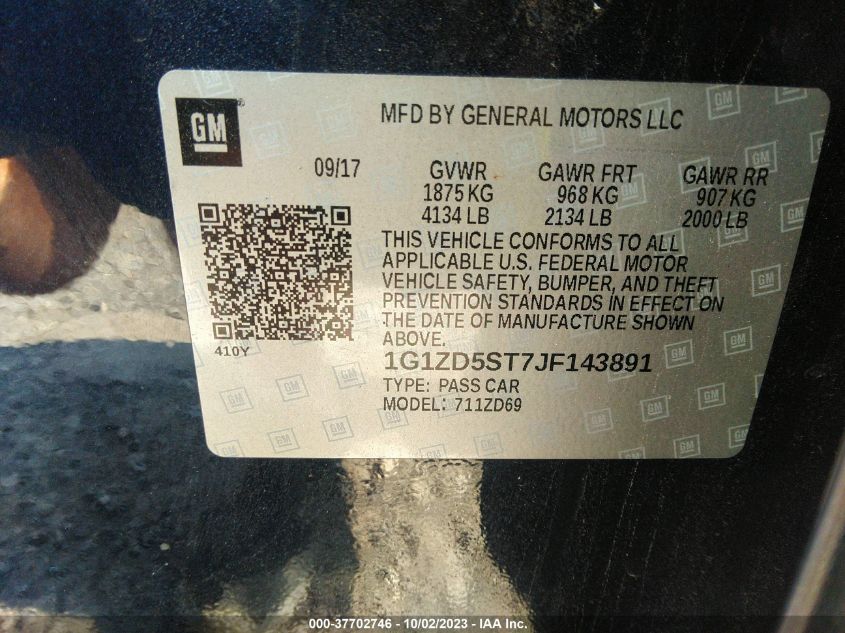 GM
MFD BY GENERAL MOTORS LLC
09/17 GVWR GAWR FRT GAWR RR
1875 KG 968 KG 907 KG
4134 LB 2134 LB 2000 LB
THIS VEHICLE CONFORMS TO ALL
APPLICABLE U.S. FEDERAL MOTOR
VEHICLE SAFETY, BUMPER, AND THEFT
PREVENTION STANDARDS IN EFFECT ON
THE DATE OF MANUFACTURE SHOWN
ABOVE.
410Y
1G1ZD5ST7JF143891
TYPE: PASS CAR
MODEL: 711ZD69
000-37702746 - 10/02/2023 - IAA Inc.